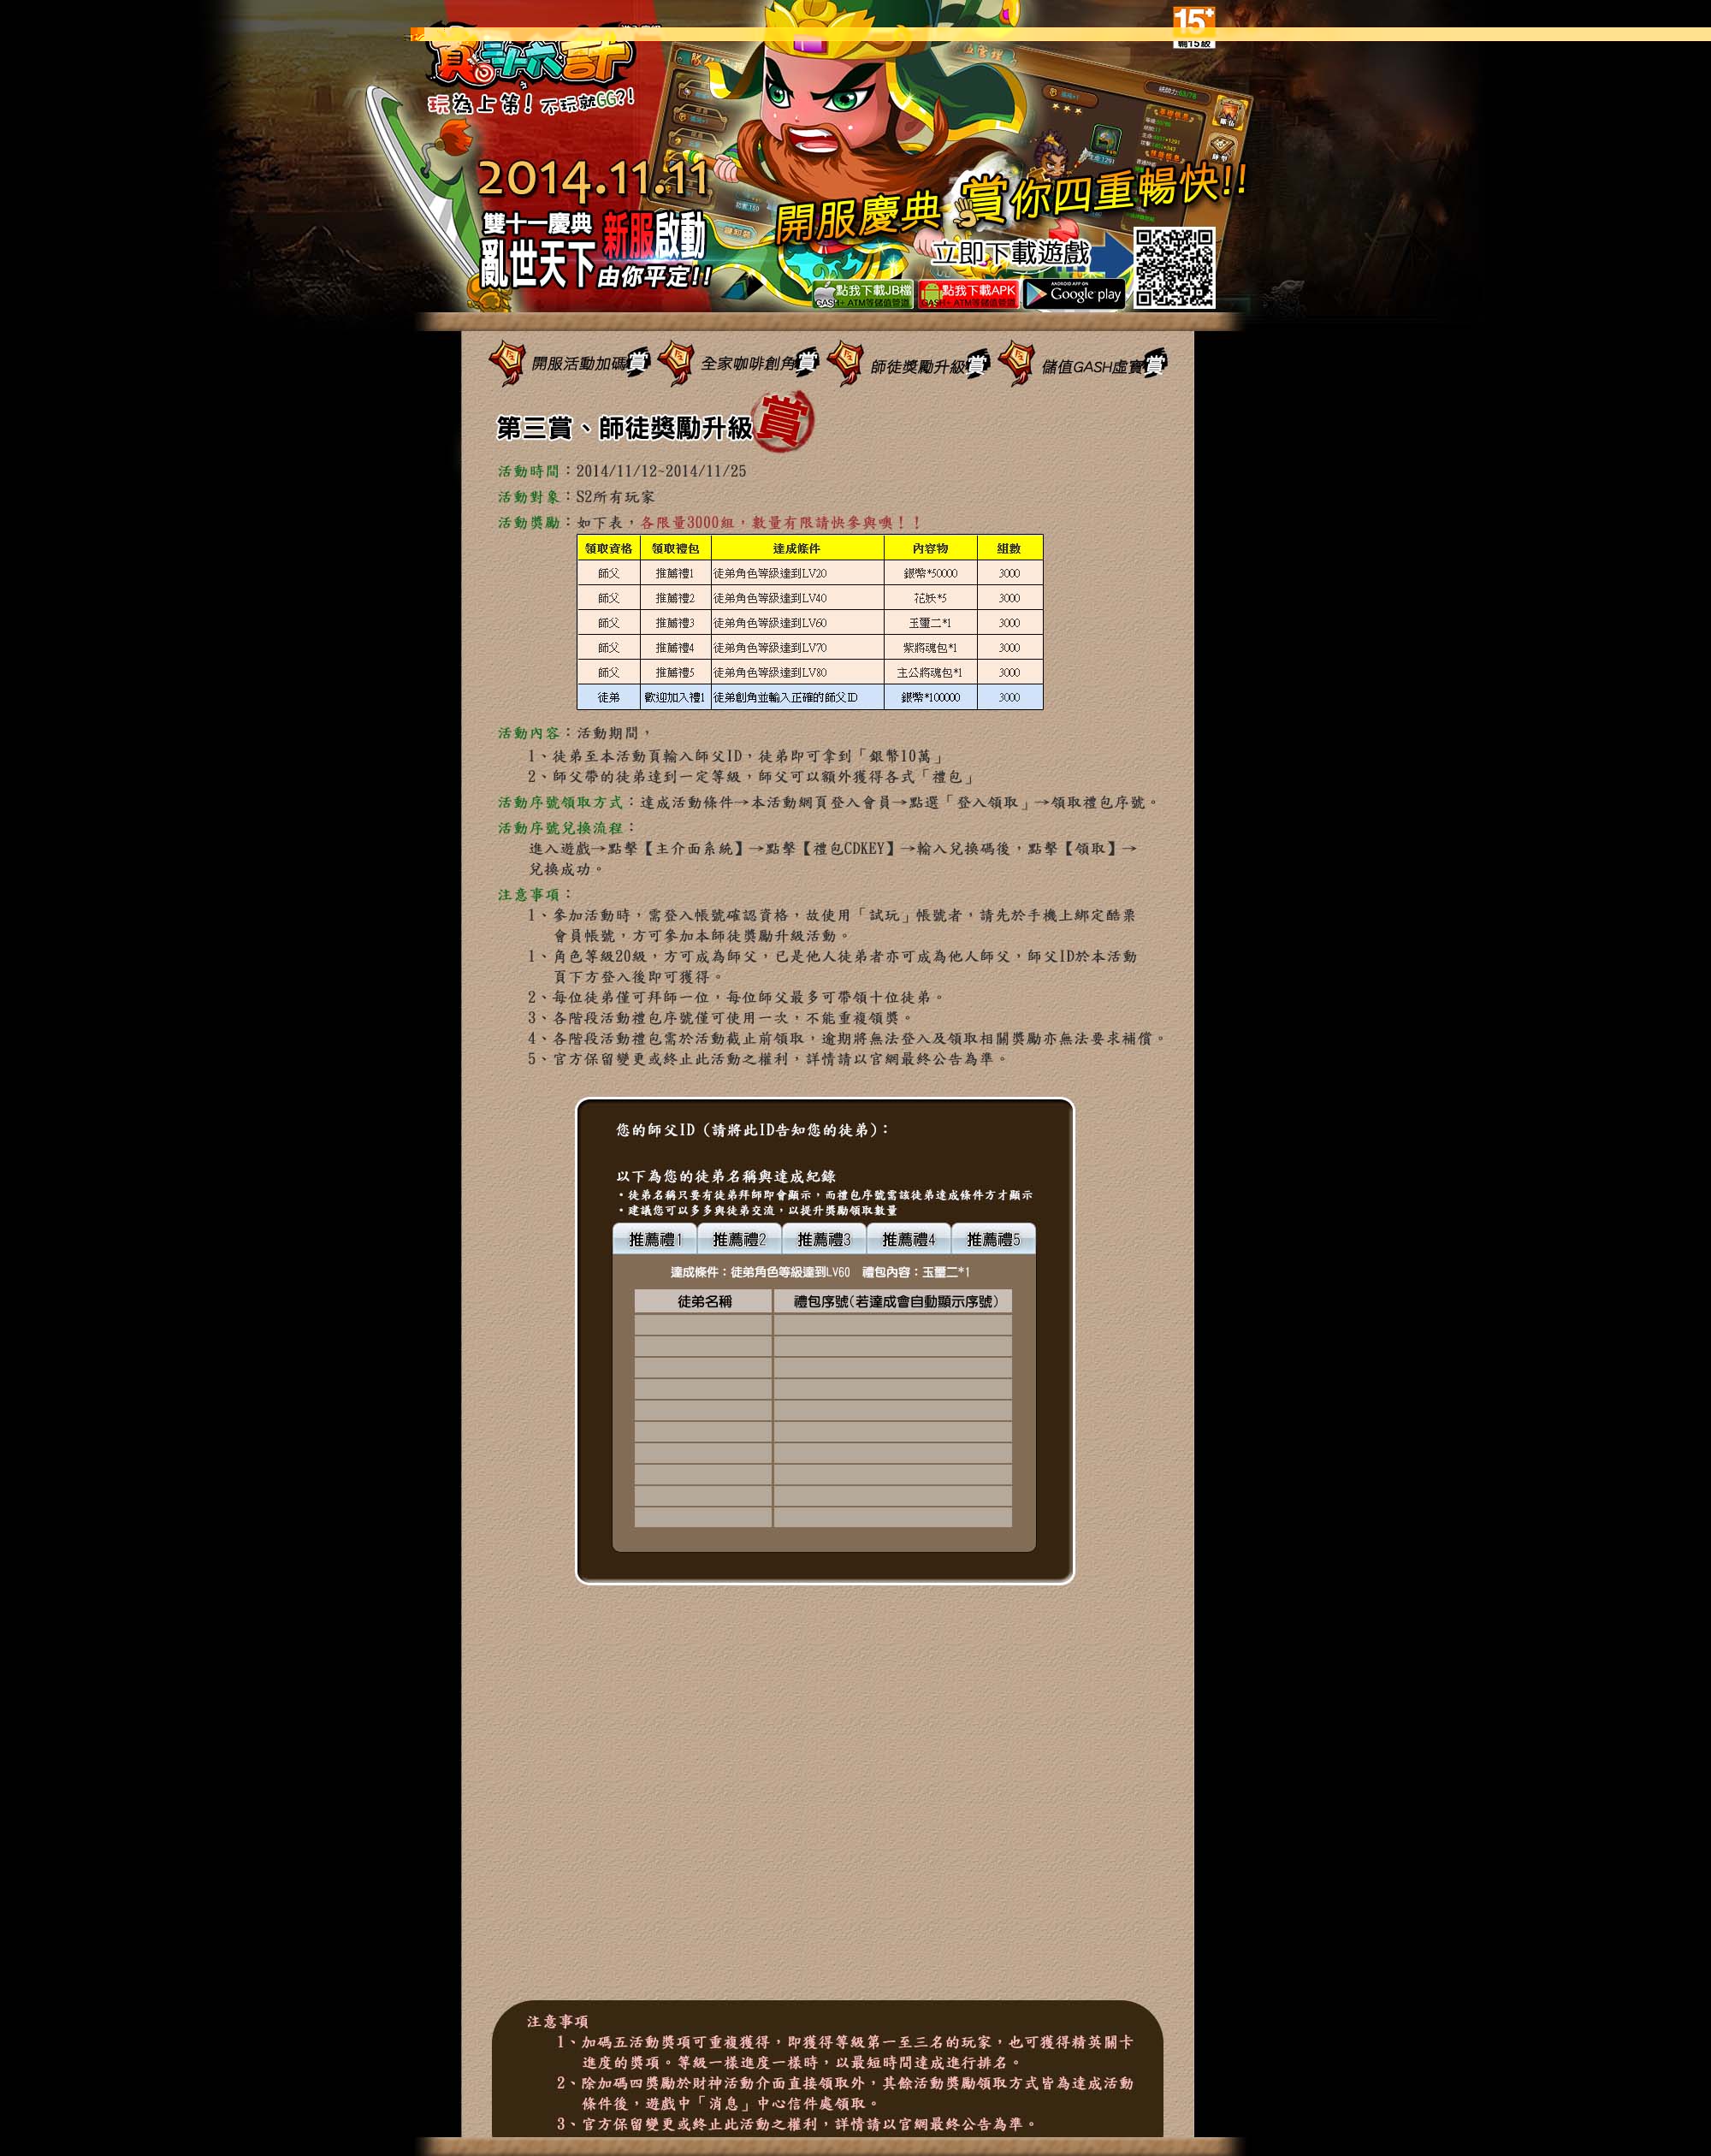 15+
輔15級
真三十六計
玩為上策！不玩就GG?!
2014.11.11
雙十一慶典 新服啟動
亂世天下 由你平定!!
開服慶典 賞你四重暢快!!
立即下載遊戲
點我下載JB檔 點我下載APK ANDROID APP ON Google play
GASH+ ATM等儲值管道 GASH+ ATM等儲值管道
開服活動加碼賞 全家咖啡創角賞 師徒獎勵升級賞 儲值GASH虛寶賞
第三賞、師徒獎勵升級 賞
活動時間：2014/11/12~2014/11/25
活動對象：S2所有玩家
活動獎勵：如下表，各限量3000組，數量有限請快參與噢！！
領取資格 領取禮包 達成條件 內容物 組數
師父 推薦禮1 徒弟角色等級達到LV20 銀幣*50000 3000
師父 推薦禮2 徒弟角色等級達到LV40 花妖*5 3000
師父 推薦禮3 徒弟角色等級達到LV60 玉璽二*1 3000
師父 推薦禮4 徒弟角色等級達到LV70 紫將魂包*1 3000
師父 推薦禮5 徒弟角色等級達到LV80 主公將魂包*1 3000
徒弟 歡迎加入禮1 徒弟創角並輸入正確的師父ID 銀幣*100000 3000
活動內容：活動期間，
1、徒弟至本活動頁輸入師父ID，徒弟即可拿到「銀幣10萬」
2、師父帶的徒弟達到一定等級，師父可以額外獲得各式「禮包」
活動序號領取方式：達成活動條件→本活動網頁登入會員→點選「登入領取」→領取禮包序號。
活動序號兌換流程：
進入遊戲→點擊【主介面系統】→點擊【禮包CDKEY】→輸入兌換碼後，點擊【領取】→
兌換成功。
注意事項：
1、參加活動時，需登入帳號確認資格，故使用「試玩」帳號者，請先於手機上綁定酷栗
會員帳號，方可參加本師徒獎勵升級活動。
1、角色等級20級，方可成為師父，已是他人徒弟者亦可成為他人師父，師父ID於本活動
頁下方登入後即可獲得。
2、每位徒弟僅可拜師一位，每位師父最多可帶領十位徒弟。
3、各階段活動禮包序號僅可使用一次，不能重複領獎。
4、各階段活動禮包需於活動截止前領取，逾期將無法登入及領取相關獎勵亦無法要求補償。
5、官方保留變更或終止此活動之權利，詳情請以官網最終公告為準。
您的師父ID (請將此ID告知您的徒弟)：
以下為您的徒弟名稱與達成紀錄
・徒弟名稱只要有徒弟拜師即會顯示，而禮包序號需該徒弟達成條件方才顯示
・建議您可以多多與徒弟交流，以提升獎勵領取數量
推薦禮1 推薦禮2 推薦禮3 推薦禮4 推薦禮5
達成條件：徒弟角色等級達到LV60 禮包內容：玉璽二*1
徒弟名稱 禮包序號(若達成會自動顯示序號)
注意事項
1、加碼五活動獎項可重複獲得，即獲得等級第一至三名的玩家，也可獲得精英關卡
進度的獎項。等級一樣進度一樣時，以最短時間達成進行排名。
2、除加碼四獎勵於財神活動介面直接領取外，其餘活動獎勵領取方式皆為達成活動
條件後，遊戲中「消息」中心信件處領取。
3、官方保留變更或終止此活動之權利，詳情請以官網最終公告為準。